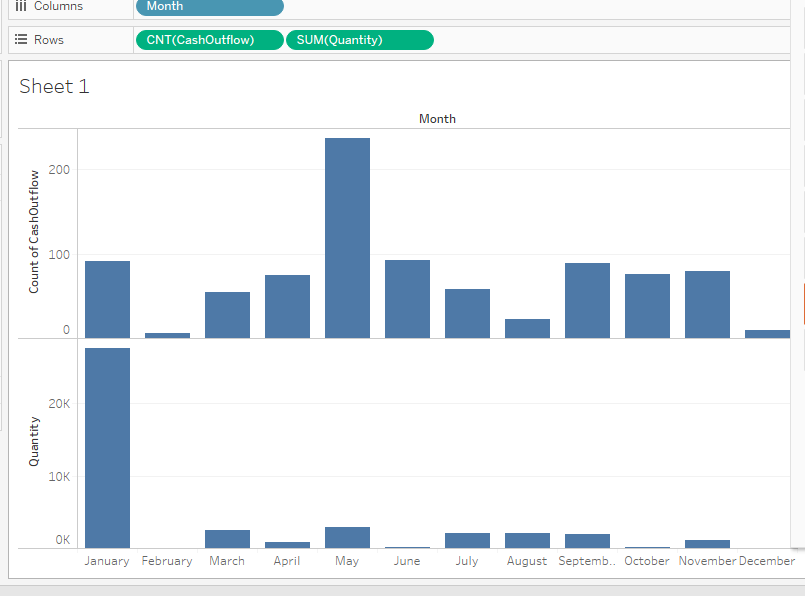 Columns
Month
Rows
CNT(CashOutflow)
SUM(Quantity)
Sheet 1
Month
Count of CashOutflow
200
100
0
Quantity
20K
10K
0K
January February March April May June July August Septemb.. October November December